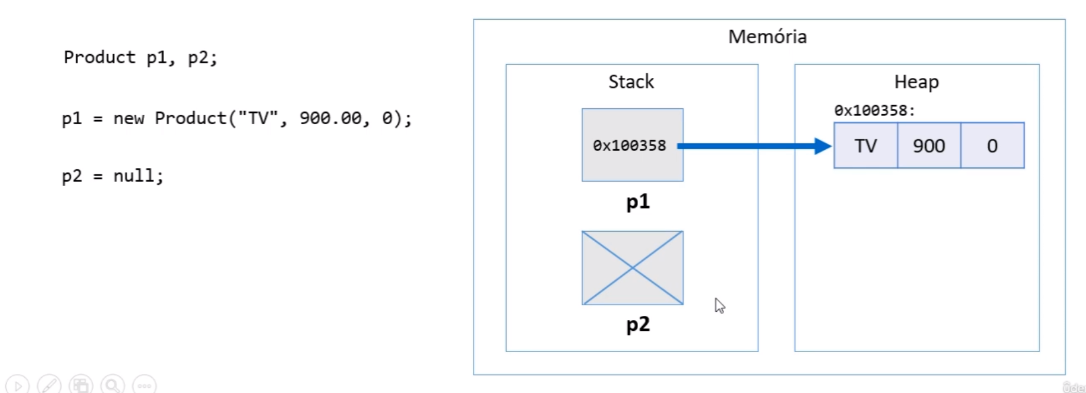 Product p1, p2;
p1 = new Product("TV", 900.00, 0);
p2 = null;
Memória
Stack
0x100358
p1
p2
Heap
0x100358:
TV 900 0